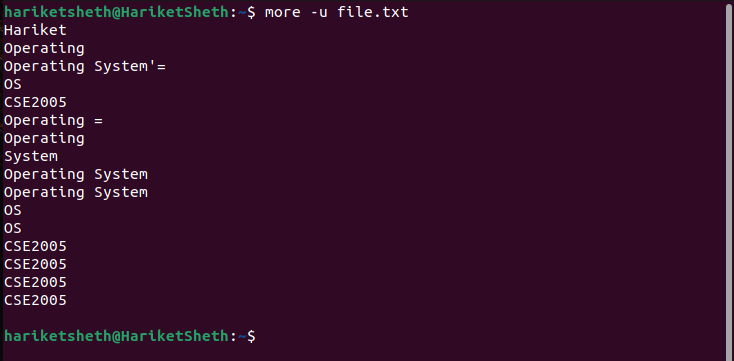 hariketsheth@HariketSheth:~$ more -u file.txt
Hariket
Operating
Operating System'=
OS
CSE2005
Operating =
Operating
System
Operating System
Operating System
OS
OS
CSE2005
CSE2005
CSE2005
CSE2005
hariketsheth@HariketSheth:~$